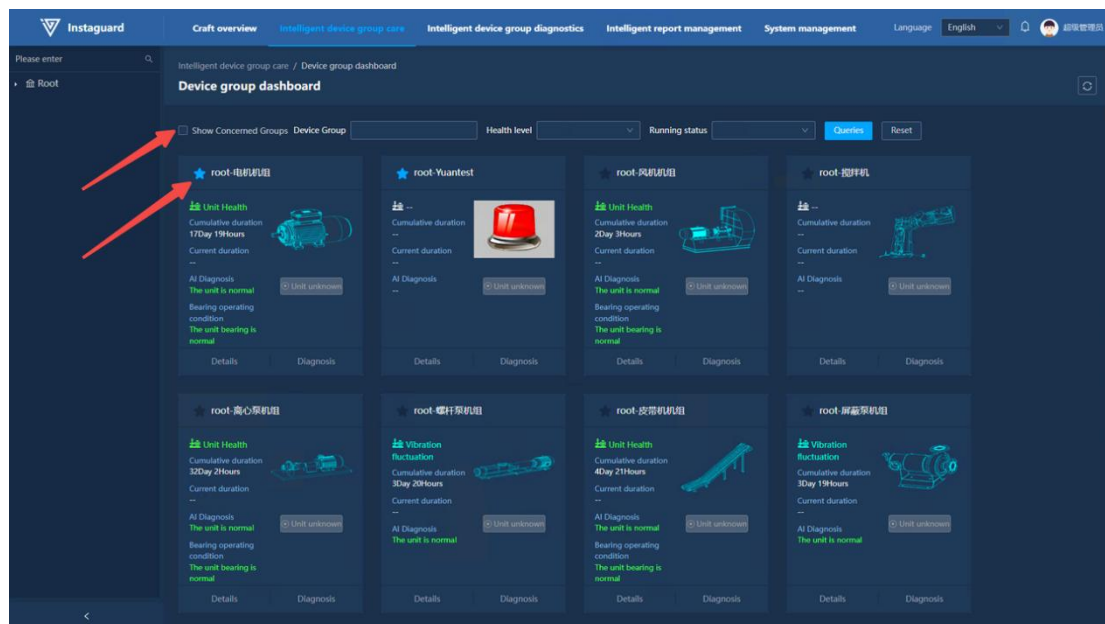 Instaguard
Craft overview
Intelligent device group care
Intelligent device group diagnostics
Intelligent report management
System management
Language
English
超级管理员
Please enter
Root
Intelligent device group care / Device group dashboard
Device group dashboard
Show Concerned Groups
Device Group
Health level
Running status
Queries
Reset
root-电机机组
Unit Health
Cumulative duration
17Day 19Hours
Current duration
--
AI Diagnosis
The unit is normal
Unit unknown
Bearing operating
condition
The unit bearing is
normal
Details
Diagnosis
root-Yuantest
--
Cumulative duration
--
Current duration
--
AI Diagnosis
--
Unit unknown
Details
Diagnosis
root-风机机组
Unit Health
Cumulative duration
2Day 3Hours
Current duration
--
AI Diagnosis
The unit is normal
Unit unknown
Bearing operating
condition
The unit bearing is
normal
Details
Diagnosis
root-搅拌机
--
Cumulative duration
--
Current duration
--
AI Diagnosis
--
Unit unknown
Details
Diagnosis
root-离心泵机组
Unit Health
Cumulative duration
32Day 2Hours
Current duration
--
AI Diagnosis
The unit is normal
Unit unknown
Bearing operating
condition
The unit bearing is
normal
Details
Diagnosis
root-螺杆泵机组
Vibration
fluctuation
Cumulative duration
3Day 20Hours
Current duration
--
AI Diagnosis
The unit is normal
Unit unknown
Details
Diagnosis
root-皮带机机组
Unit Health
Cumulative duration
4Day 21Hours
Current duration
--
AI Diagnosis
The unit is normal
Unit unknown
Bearing operating
condition
The unit bearing is
normal
Details
Diagnosis
root-屏蔽泵机组
Vibration
fluctuation
Cumulative duration
3Day 19Hours
Current duration
--
AI Diagnosis
The unit is normal
Unit unknown
Details
Diagnosis